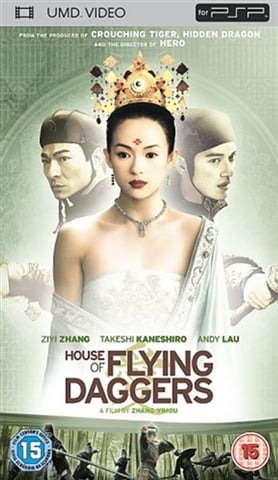 UMD. VIDEO
for PSP
FROM THE PRODUCERS OF CROUCHING TIGER, HIDDEN DRAGON
AND THE DIRECTOR OF HERO
ZIYI ZHANG TAKESHI KANESHIRO ANDY LAU
HOUSE
OF FLYING
DAGGERS
A FILM BY ZHANG YIMOU
15
15